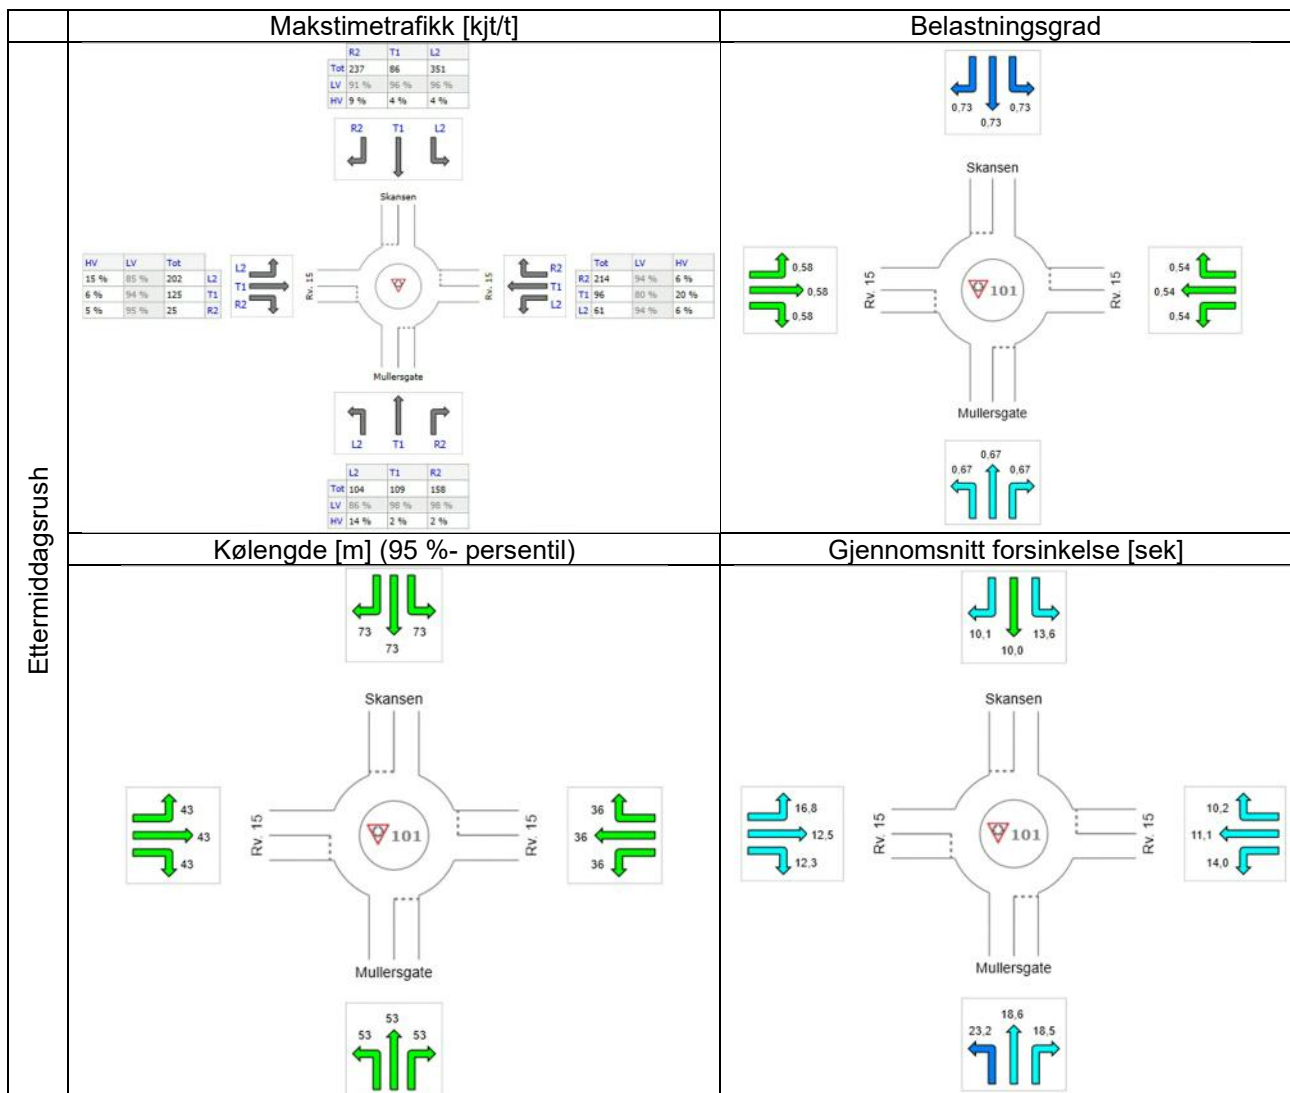 Makstimetrafikk [kjt/t]
Belastningsgrad
Ettermiddagsrush
R2 T1 L2
Tot 237 86 351
LV 91 % 96 % 96 %
HV 9 % 4 % 4 %
R2 T1 L2
Skansen
HV LV Tot
15 % 85 % 202 L2
6 % 94 % 125 T1
5 % 95 % 25 R2
L2
T1
R2
Rv. 15
Rv. 15
R2
T1
L2
Tot LV HV
R2 214 94 % 6 %
T1 96 80 % 20 %
L2 61 94 % 6 %
Mullersgate
L2 T1 R2
L2 T1 R2
Tot 104 109 158
LV 86 % 98 % 98 %
HV 14 % 2 % 2 %
0,73 0,73
0,73
Skansen
0,58
0,58
0,58
Rv. 15
101
Rv. 15
0,54
0,54
0,54
Mullersgate
0,67
0,67 0,67
Kølengde [m] (95 %- persentil)
Gjennomsnitt forsinkelse [sek]
73 73
73
Skansen
43
43
43
Rv. 15
101
Rv. 15
36
36
36
Mullersgate
53
53 53
10,1 13,6
10,0
Skansen
16,8
12,5
12,3
Rv. 15
101
Rv. 15
10,2
11,1
14,0
Mullersgate
18,6
23,2 18,5